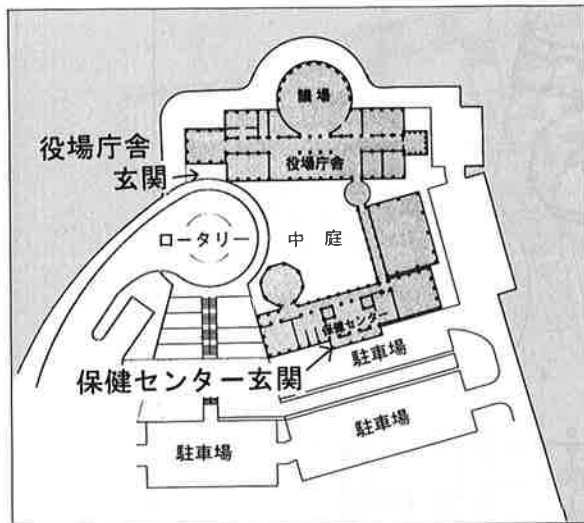 議場
役場庁舎
玄関
役場庁舎
ロータリー
中庭
保健センター
駐車場
保健センター玄関
駐車場
駐車場